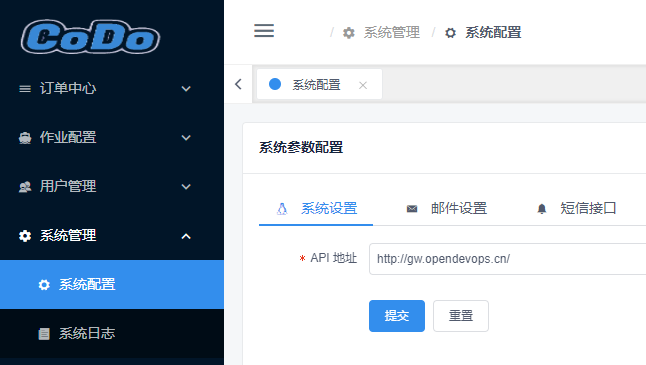 CoDo
系统管理 / 系统配置
订单中心
系统配置
作业配置
系统参数配置
用户管理
系统设置 邮件设置 短信接口
系统管理
* API 地址 http://gw.opendevops.cn/
系统配置
提交 重置
系统日志